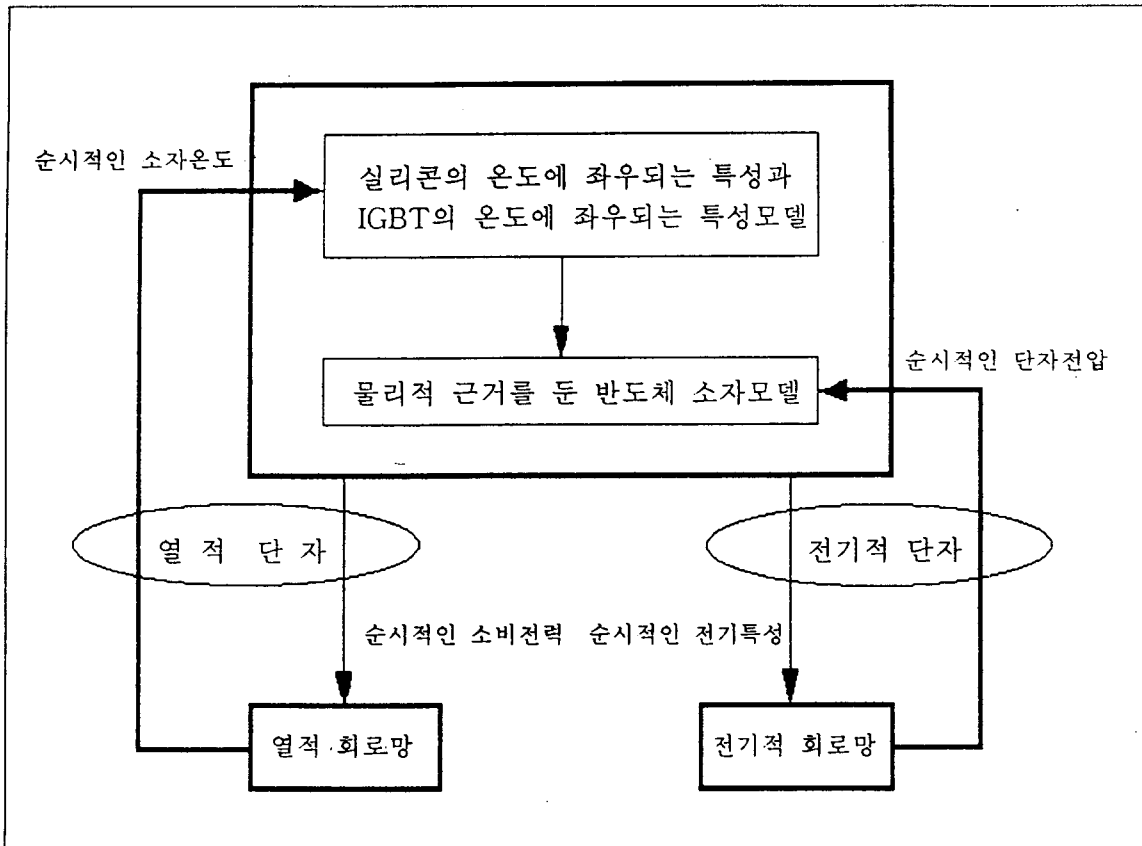 순시적인 소자온도
실리콘의 온도에 좌우되는 특성과
IGBT의 온도에 좌우되는 특성모델
물리적 근거를 둔 반도체 소자모델
순시적인 단자전압
열적 단자
전기적 단자
순시적인 소비전력
순시적인 전기특성
열적 회로망
전기적 회로망